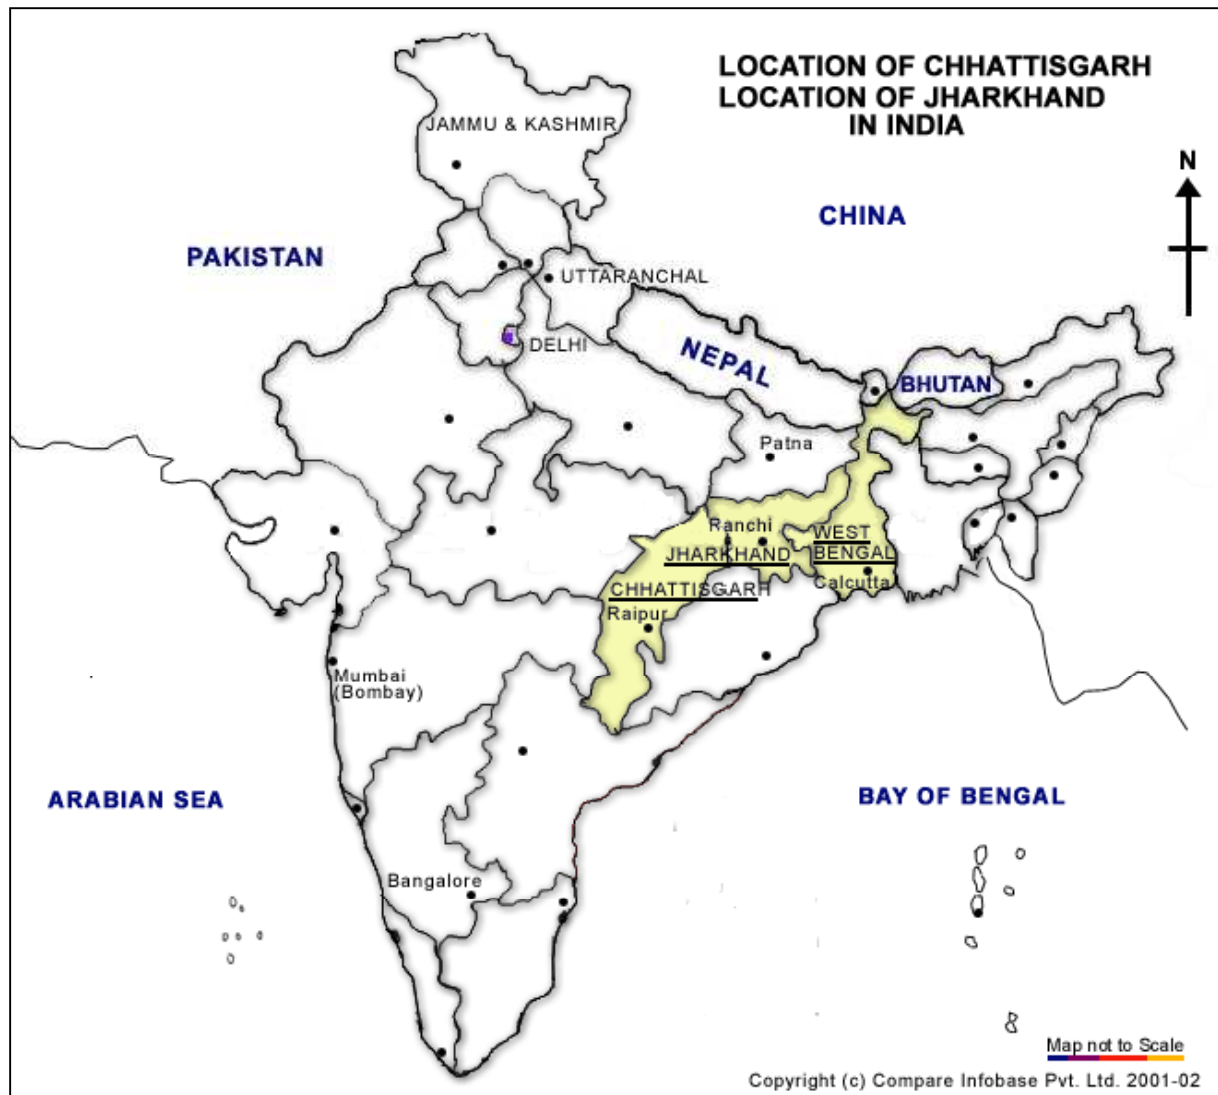 LOCATION OF CHHATTISGARH
LOCATION OF JHARKHAND
IN INDIA
JAMMU & KASHMIR
N
CHINA
PAKISTAN
UTTARANCHAL
DELHI
NEPAL
BHUTAN
Patna
Ranchi
WEST
JHARKHAND
BENGAL
CHHATTISGARH
Calcutta
Raipur
Mumbai
(Bombay)
ARABIAN SEA
BAY OF BENGAL
Bangalore
Map not to Scale
Copyright (c) Compare Infobase Pvt. Ltd. 2001-02